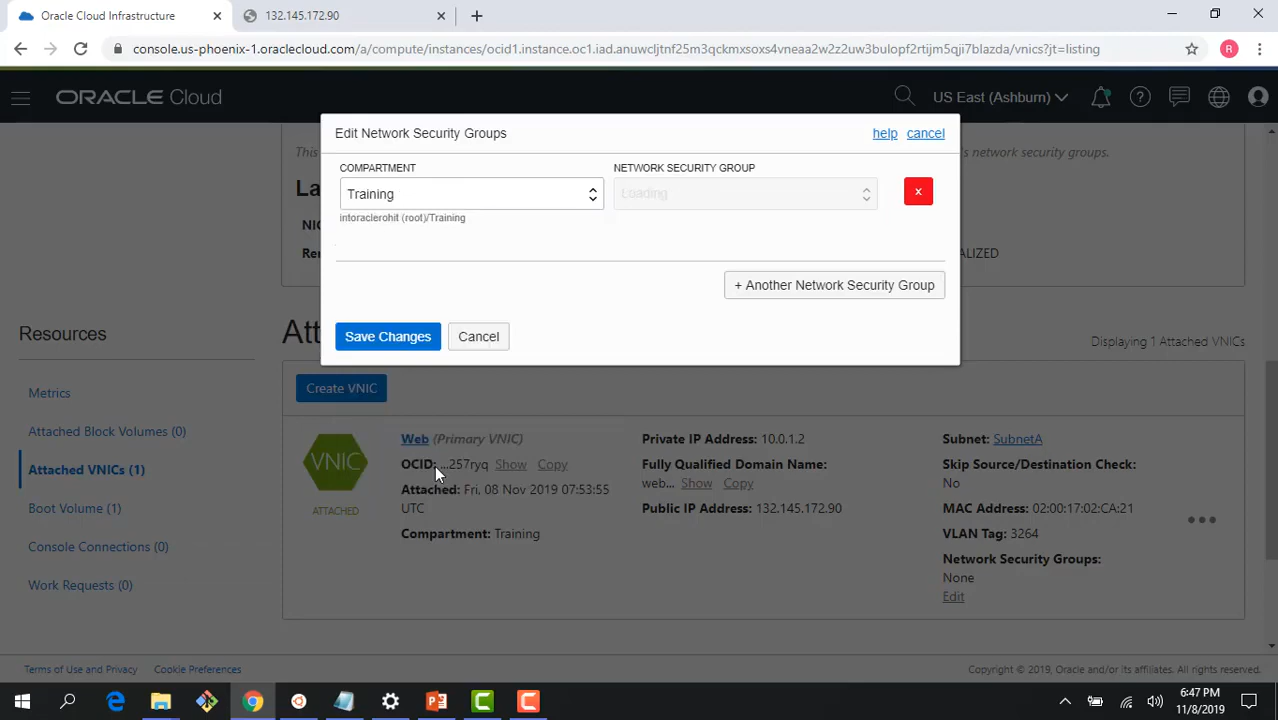 Oracle Cloud Infrastructure
132.145.172.90
console.us-phoenix-1.oraclecloud.com/a/compute/instances/ocid1.instance.oc1.iad.anuwcljtnf25m3qckmxsoxs4vneaa2w2z2uw3bulopf2rtijm5qji7blazda/vnics?jt=listing
R
ORACLE Cloud
US East (Ashburn)
Edit Network Security Groups
help
cancel
This
's network security groups.
COMPARTMENT
NETWORK SECURITY GROUP
La
Training
Loading
x
intoraclerohit (root)/Training
NIC
Ren
ALIZED
+ Another Network Security Group
Save Changes
Cancel
Resources
Att
Displaying 1 Attached VNICs
Create VNIC
Metrics
Attached Block Volumes (0)
Attached VNICs (1)
Boot Volume (1)
Console Connections (0)
Work Requests (0)
VNIC
ATTACHED
Web (Primary VNIC)
OCID: ...257ryq Show Copy
Attached: Fri, 08 Nov 2019 07:53:55
UTC
Compartment: Training
Private IP Address: 10.0.1.2
Fully Qualified Domain Name:
web... Show Copy
Public IP Address: 132.145.172.90
Subnet: SubnetA
Skip Source/Destination Check:
No
MAC Address: 02:00:17:02:CA:21
VLAN Tag: 3264
Network Security Groups:
None
Edit
Terms of Use and Privacy
Cookie Preferences
Copyright © 2019, Oracle and/or its affiliates. All rights reserved.
6:47 PM
11/8/2019